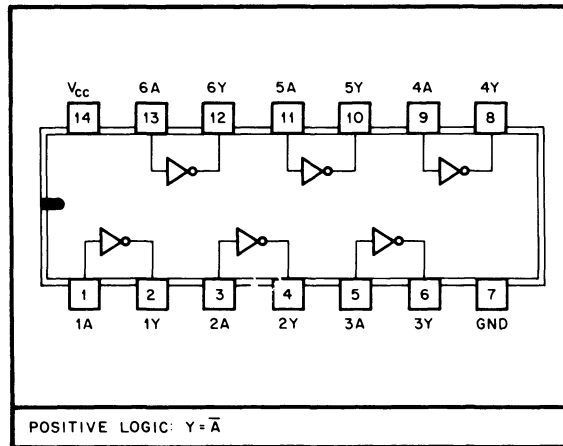 V_CC 6A 6Y 5A 5Y 4A 4Y
14 13 12 11 10 9 8
1 2 3 4 5 6 7
1A 1Y 2A 2Y 3A 3Y GND
POSITIVE LOGIC: Y = A̅